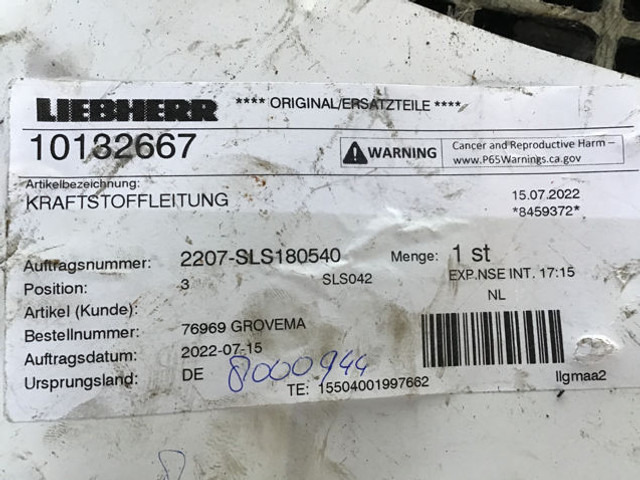 LIEBHERR **** ORIGINAL/ERSATZTEILE ****
10132667
WARNING Cancer and Reproductive Harm –
www.P65Warnings.ca.gov
Artikelbezeichnung:
KRAFTSTOFFLEITUNG
15.07.2022
*8459372*
Auftragsnummer: 2207-SLS180540 Menge: 1 st
Position: 3 SLS042 EXP.NSE INT. 17:15
NL
Artikel (Kunde):
Bestellnummer: 76969 GROVEMA
Auftragsdatum: 2022-07-15
Ursprungsland: DE 8000944 TE: 15504001997662
llgmaa2